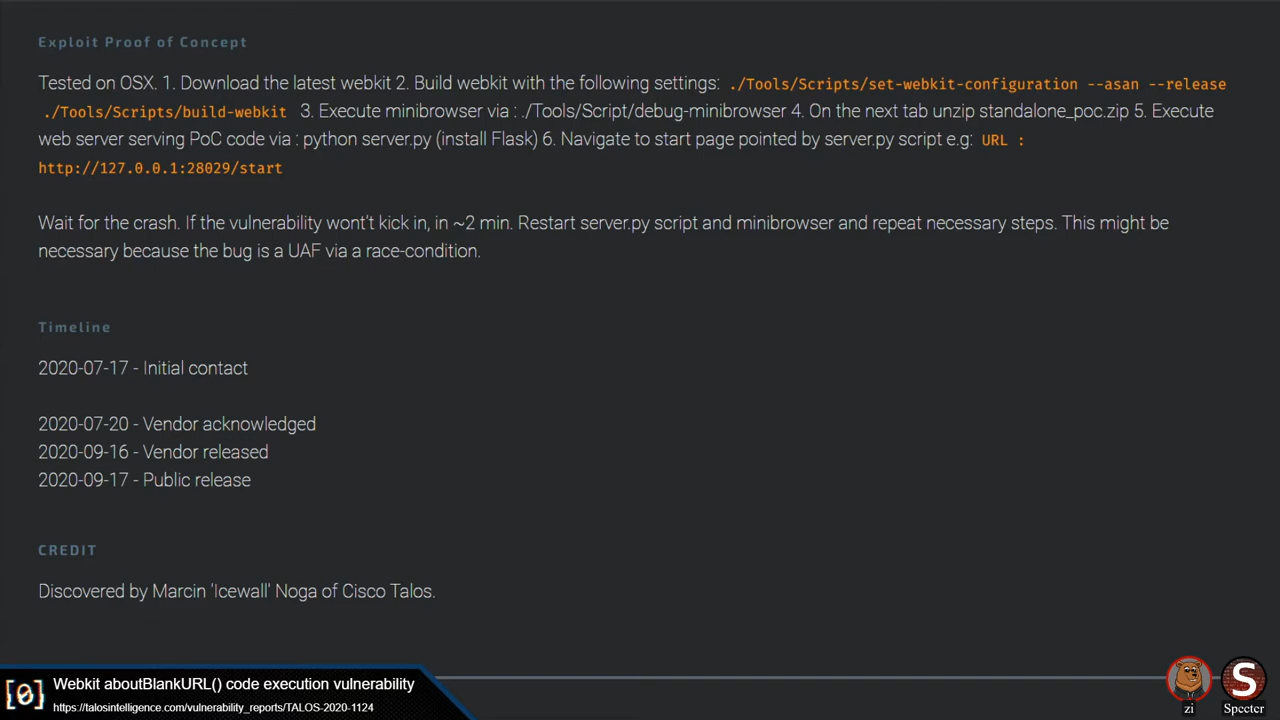 Exploit Proof of Concept
Tested on OSX. 1. Download the latest webkit 2. Build webkit with the following settings: ./Tools/Scripts/set-webkit-configuration --asan --release
./Tools/Scripts/build-webkit 3. Execute minibrowser via : ./Tools/Script/debug-minibrowser 4. On the next tab unzip standalone_poc.zip 5. Execute
web server serving PoC code via : python server.py (install Flask) 6. Navigate to start page pointed by server.py script e.g: URL :
http://127.0.0.1:28029/start
Wait for the crash. If the vulnerability wont't kick in, in ~2 min. Restart server.py script and minibrowser and repeat necessary steps. This might be
necessary because the bug is a UAF via a race-condition.
Timeline
2020-07-17 - Initial contact
2020-07-20 - Vendor acknowledged
2020-09-16 - Vendor released
2020-09-17 - Public release
CREDIT
Discovered by Marcin 'Icewall' Noga of Cisco Talos.
[0]
Webkit aboutBlankURL() code execution vulnerability
https://talosintelligence.com/vulnerability_reports/TALOS-2020-1124
S
zi
Specter